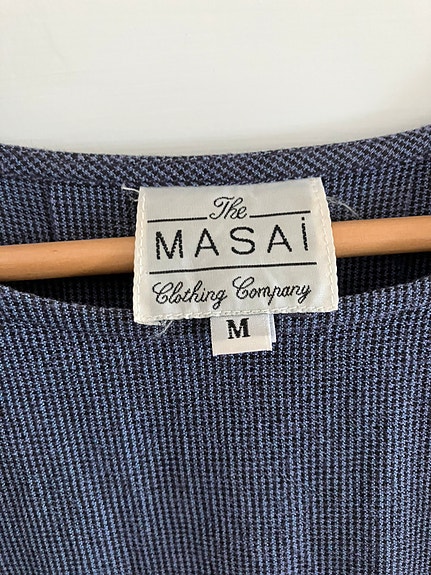 The
MASAi
Clothing Company
M